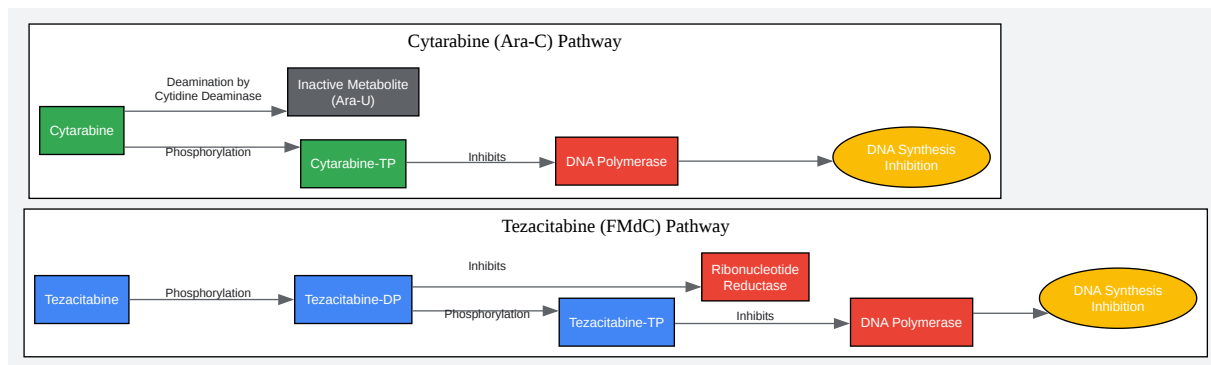 Cytarabine (Ara-C) Pathway
Deamination by
Cytidine Deaminase
Inactive Metabolite
(Ara-U)
Cytarabine
Phosphorylation
Cytarabine-TP
Inhibits
DNA Polymerase
DNA Synthesis
Inhibition
Tezacitabine (FMdC) Pathway
Tezacitabine
Phosphorylation
Tezacitabine-DP
Inhibits
Ribonucleotide
Reductase
Phosphorylation
Tezacitabine-TP
Inhibits
DNA Polymerase
DNA Synthesis
Inhibition